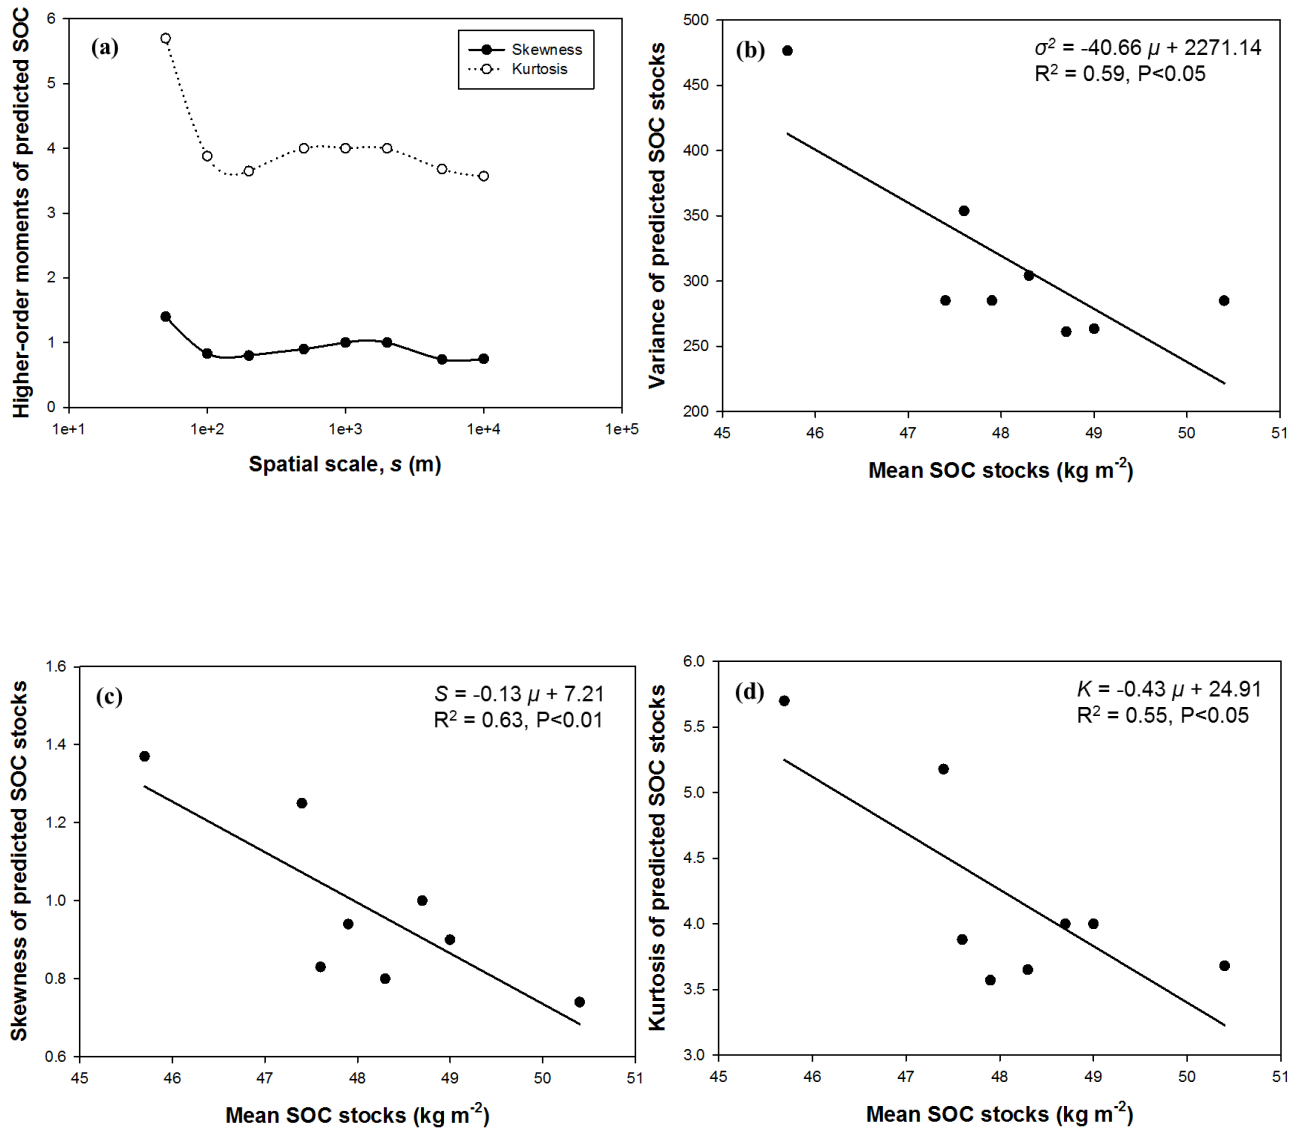 (a)
Skewness
Kurtosis
Higher-order moments of predicted SOC
6
5
4
3
2
1
0
1e+1 1e+2 1e+3 1e+4 1e+5
Spatial scale, s (m)
(b)
σ² = -40.66 μ + 2271.14
R² = 0.59, P<0.05
Variance of predicted SOC stocks
500
450
400
350
300
250
200
45 46 47 48 49 50 51
Mean SOC stocks (kg m⁻²)
(c)
S = -0.13 μ + 7.21
R² = 0.63, P<0.01
Skewness of predicted SOC stocks
1.6
1.4
1.2
1.0
0.8
0.6
45 46 47 48 49 50 51
Mean SOC stocks (kg m⁻²)
(d)
K = -0.43 μ + 24.91
R² = 0.55, P<0.05
Kurtosis of predicted SOC stocks
6.0
5.5
5.0
4.5
4.0
3.5
3.0
45 46 47 48 49 50 51
Mean SOC stocks (kg m⁻²)